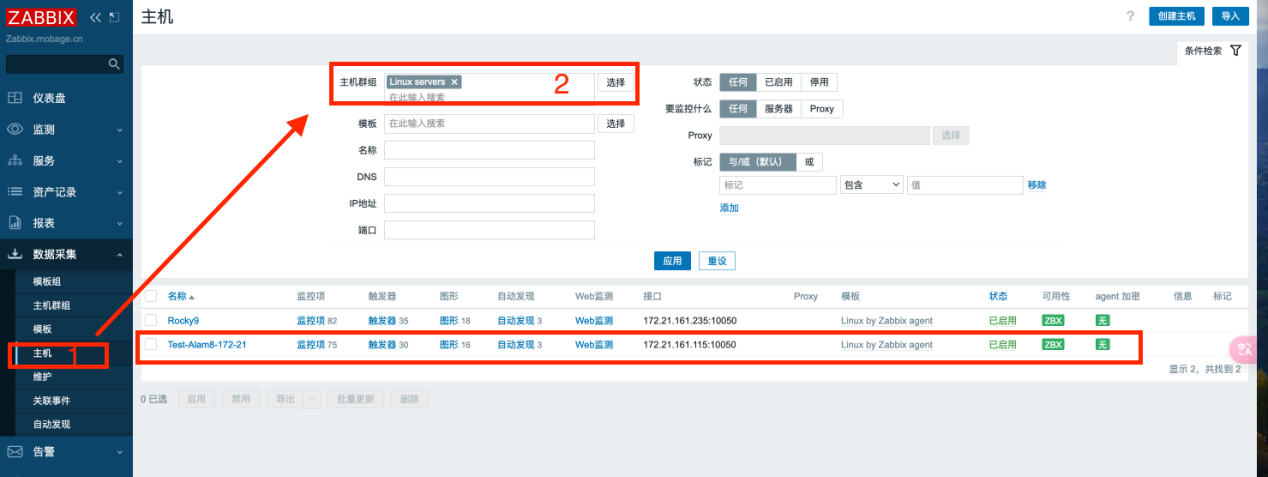 ZABBIX
Zabbix.mobage.cn
仪表盘
监测
服务
资产记录
报表
数据采集
模板组
主机群组
模板
主机 1
维护
关联事件
自动发现
告警
主机
? 创建主机 导入
条件检索
主机群组 Linux servers × 2 选择
在此输入搜索
模板 在此输入搜索 选择
名称
DNS
IP地址
端口
状态 任何 已启用 停用
要监控什么 任何 服务器 Proxy
Proxy 选择
标记 与/或（默认） 或
标记 包含 值 移除
添加
应用 重设
名称 监控项 触发器 图形 自动发现 Web监测 接口 Proxy 模板 状态 可用性 agent 加密 信息 标记
Rocky9 监控项 82 触发器 35 图形 18 自动发现 3 Web监测 172.21.161.235:10050 Linux by Zabbix agent 已启用 ZBX 无
Test-Alam8-172-21 监控项 75 触发器 30 图形 16 自动发现 3 Web监测 172.21.161.115:10050 Linux by Zabbix agent 已启用 ZBX 无
显示 2，共找到 2
0 已选 启用 禁用 导出 批量更新 删除